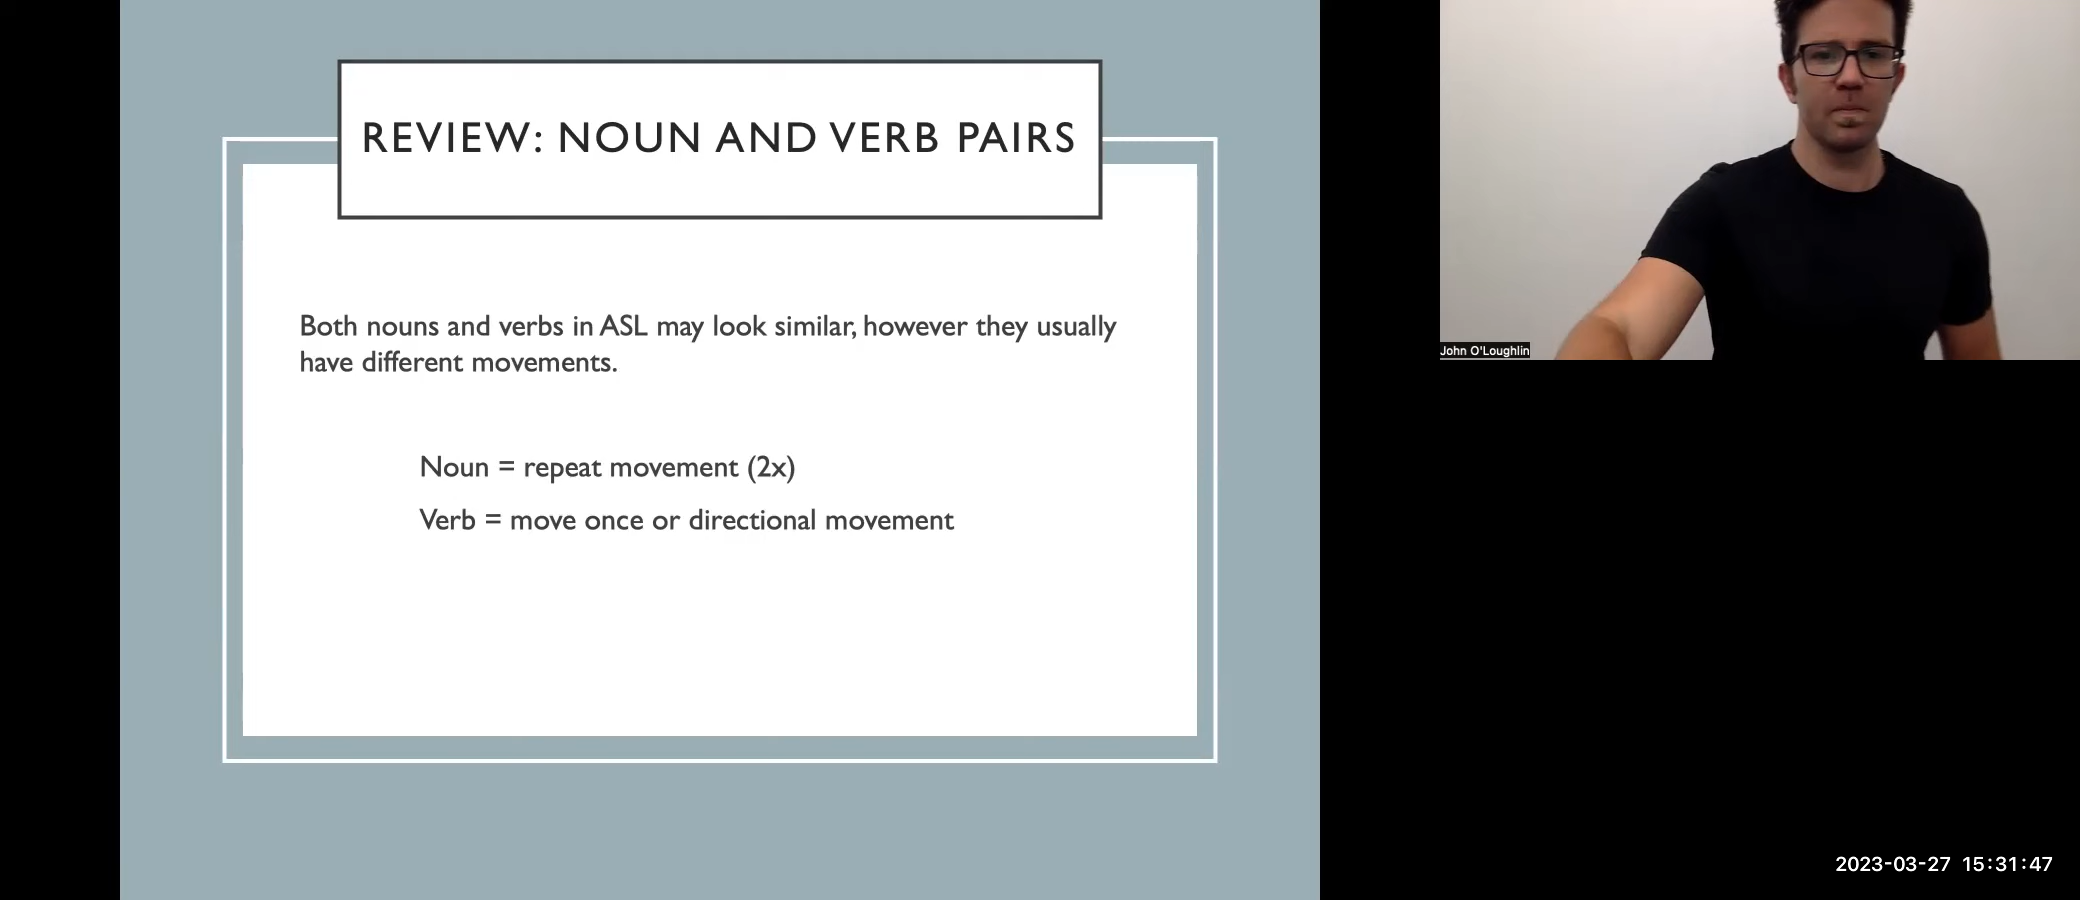 REVIEW: NOUN AND VERB PAIRS
Both nouns and verbs in ASL may look similar, however they usually
have different movements.
Noun = repeat movement (2x)
Verb = move once or directional movement
John O'Loughlin
2023-03-27 15:31:47